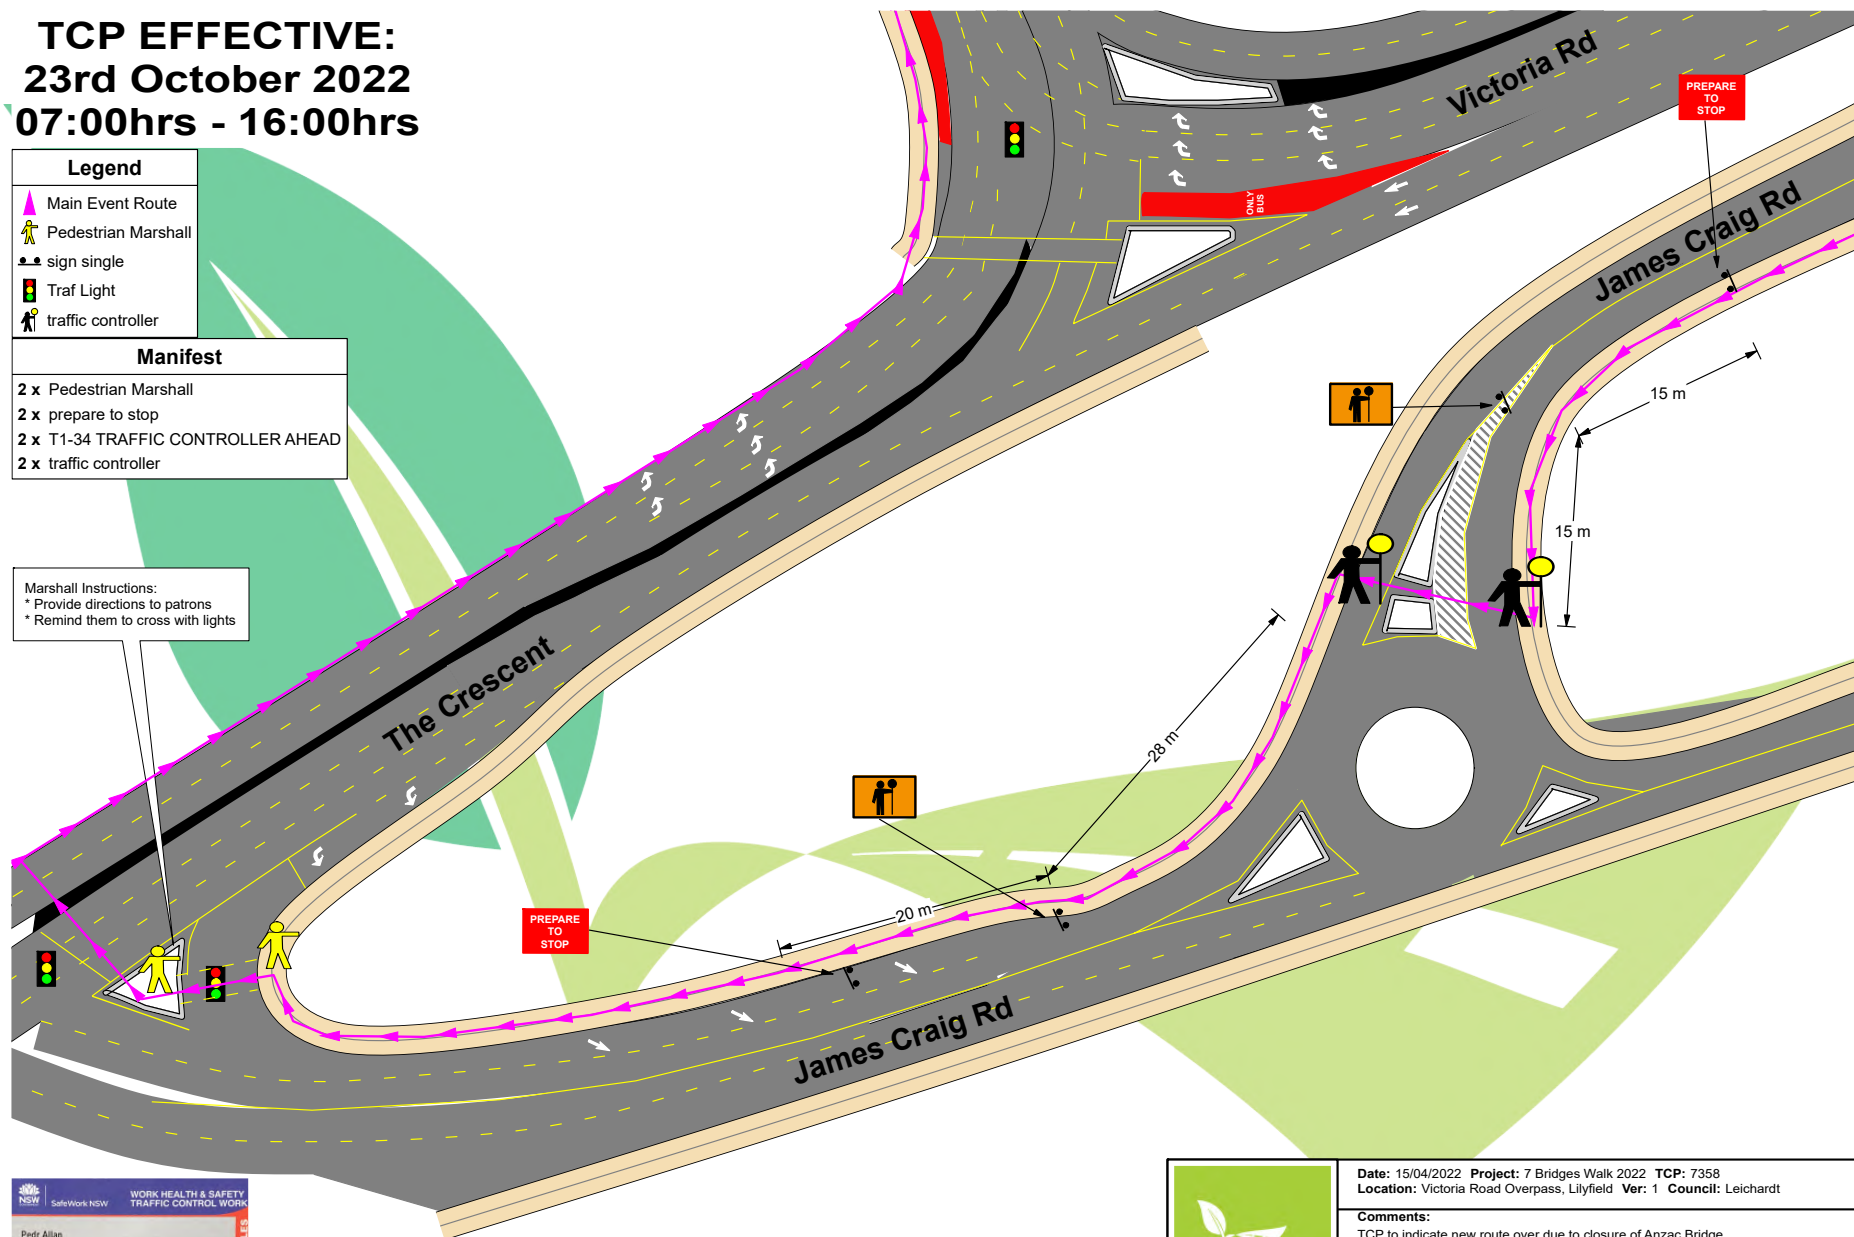 TCP EFFECTIVE:
23rd October 2022
07:00hrs - 16:00hrs
Legend
Main Event Route
Pedestrian Marshall
sign single
Traf Light
traffic controller
Manifest
2 x Pedestrian Marshall
2 x prepare to stop
2 x T1-34 TRAFFIC CONTROLLER AHEAD
2 x traffic controller
Marshall Instructions:
* Provide directions to patrons
* Remind them to cross with lights
Victoria Rd
PREPARE
TO
STOP
ONLY
BUS
James Craig Rd
15 m
15 m
The Crescent
28 m
20 m
PREPARE
TO
STOP
James Craig Rd
NSW
SafeWork NSW
WORK HEALTH & SAFETY
TRAFFIC CONTROL WORK
Pedr Allan
Date: 15/04/2022 Project: 7 Bridges Walk 2022 TCP: 7358
Location: Victoria Road Overpass, Lilyfield Ver: 1 Council: Leichardt
Comments:
TCP to indicate new route over due to closure of Anzac Bridge